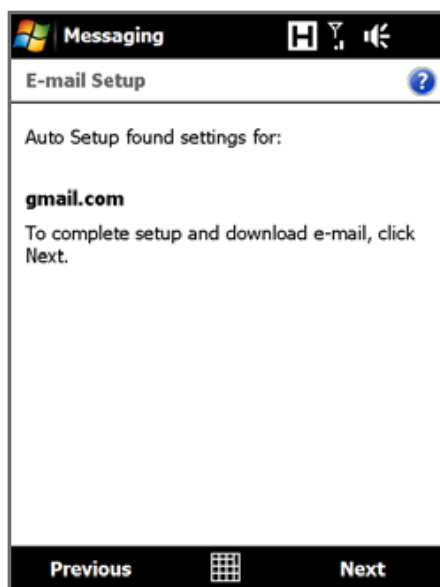 Messaging
H
E-mail Setup
?
Auto Setup found settings for:
gmail.com
To complete setup and download e-mail, click
Next.
Previous
Next